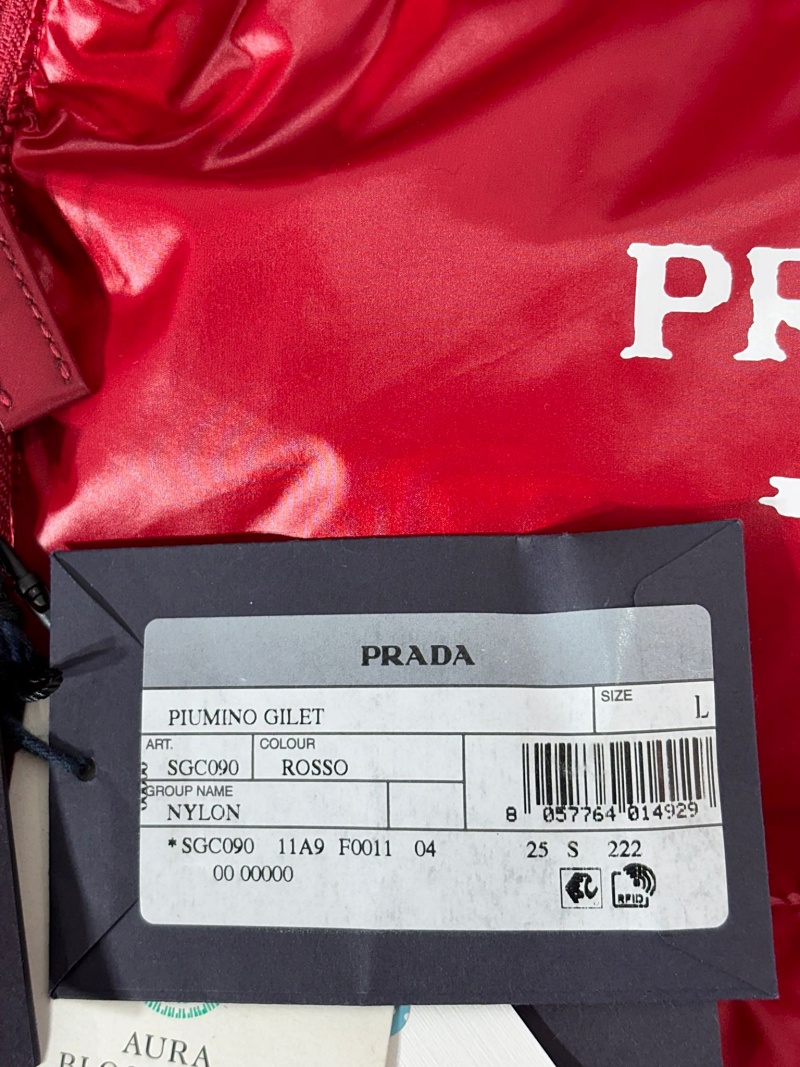 PR
PRADA
PIUMINO GILET
SIZE
L
ART.
SGC090
COLOUR
ROSSO
GROUP NAME
NYLON
8 057764 014929
* SGC090 11A9 F0011 04 25 S 222
00 00000
RFID
AURA